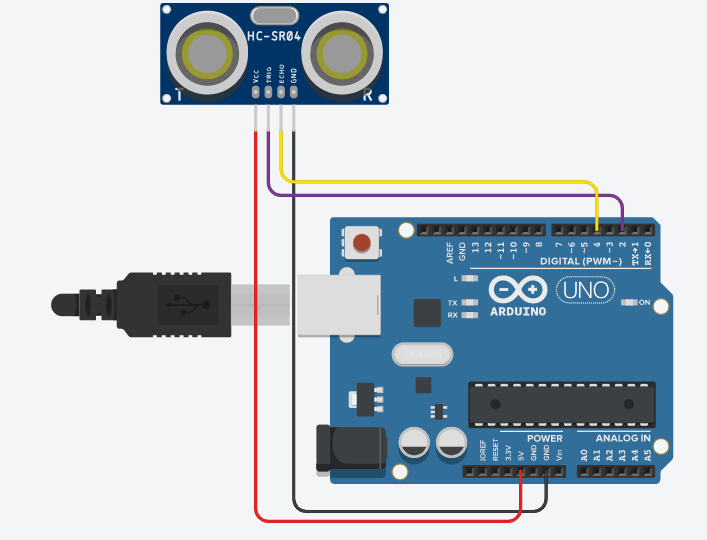 HC-SR04
VCC
TRIG
ECHO
GND
T
R
AREF
GND
13
12
~11
~10
~9
8
7
~6
~5
4
~3
2
TX→1
RX←0
DIGITAL (PWM~)
L
TX
RX
ARDUINO
UNO
ON
POWER
ANALOG IN
IOREF
RESET
3.3V
5V
GND
GND
Vin
A0
A1
A2
A3
A4
A5